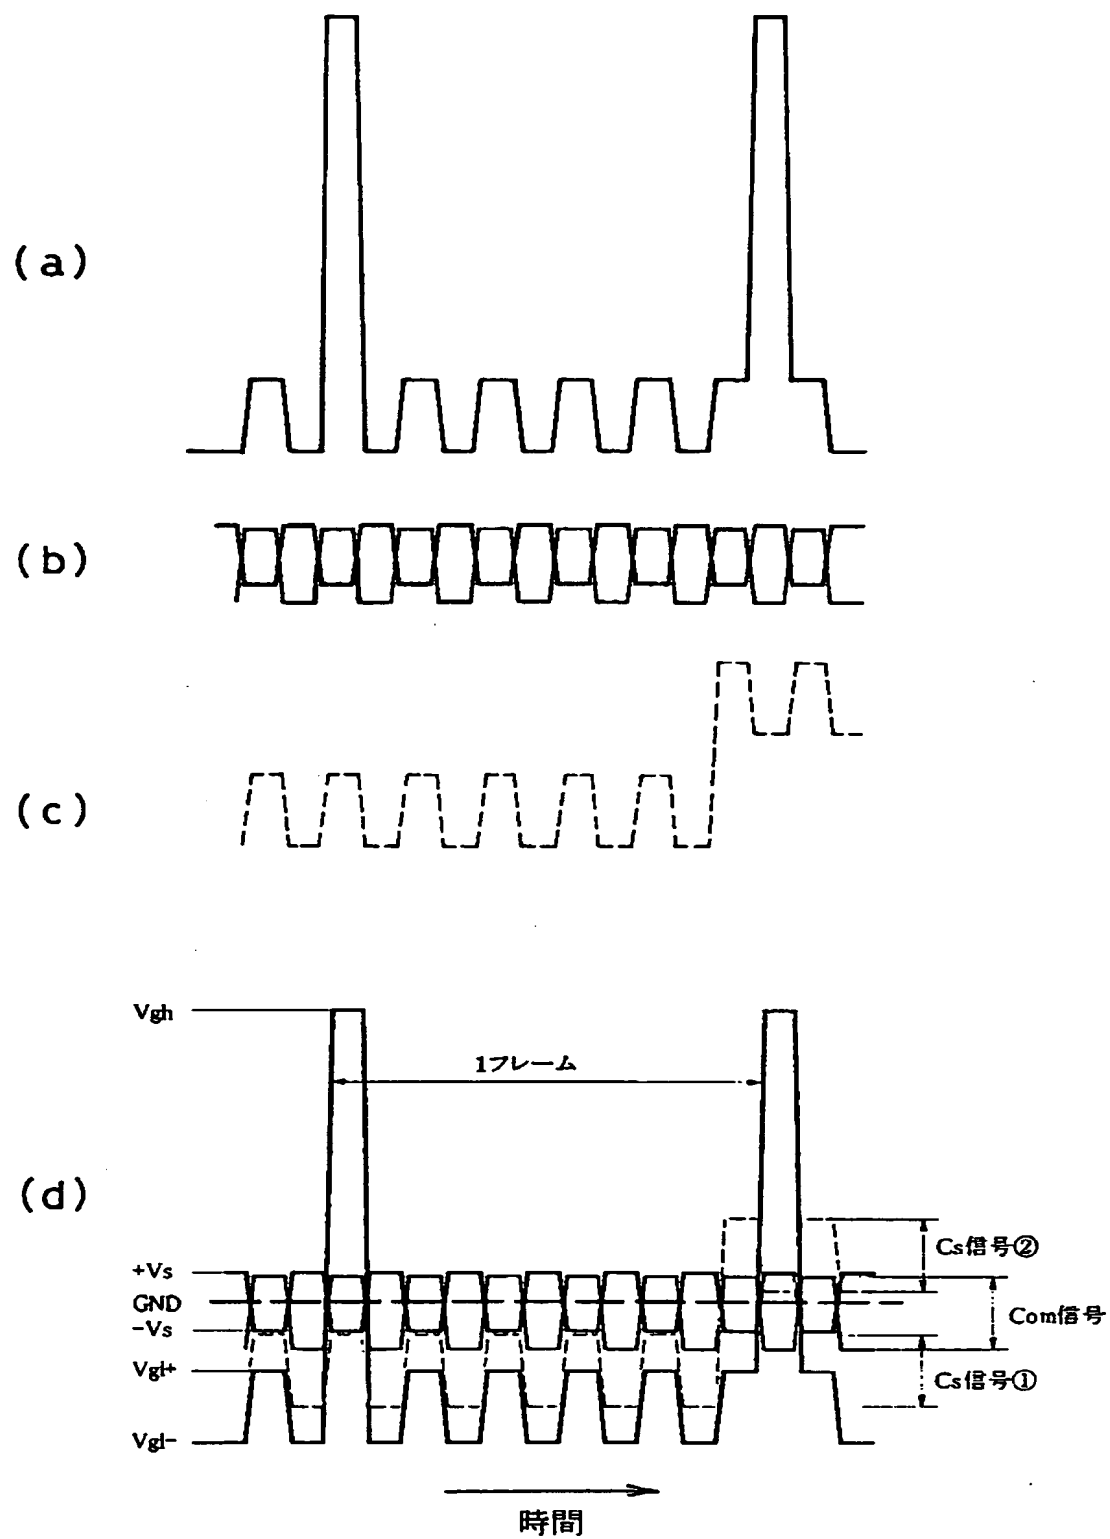 (a)
(b)
(c)
Vgh
1フレーム
(d)
Cs信号②
+Vs
GND
Com信号
-Vs
Vgl+
Cs信号①
Vgl-
時間